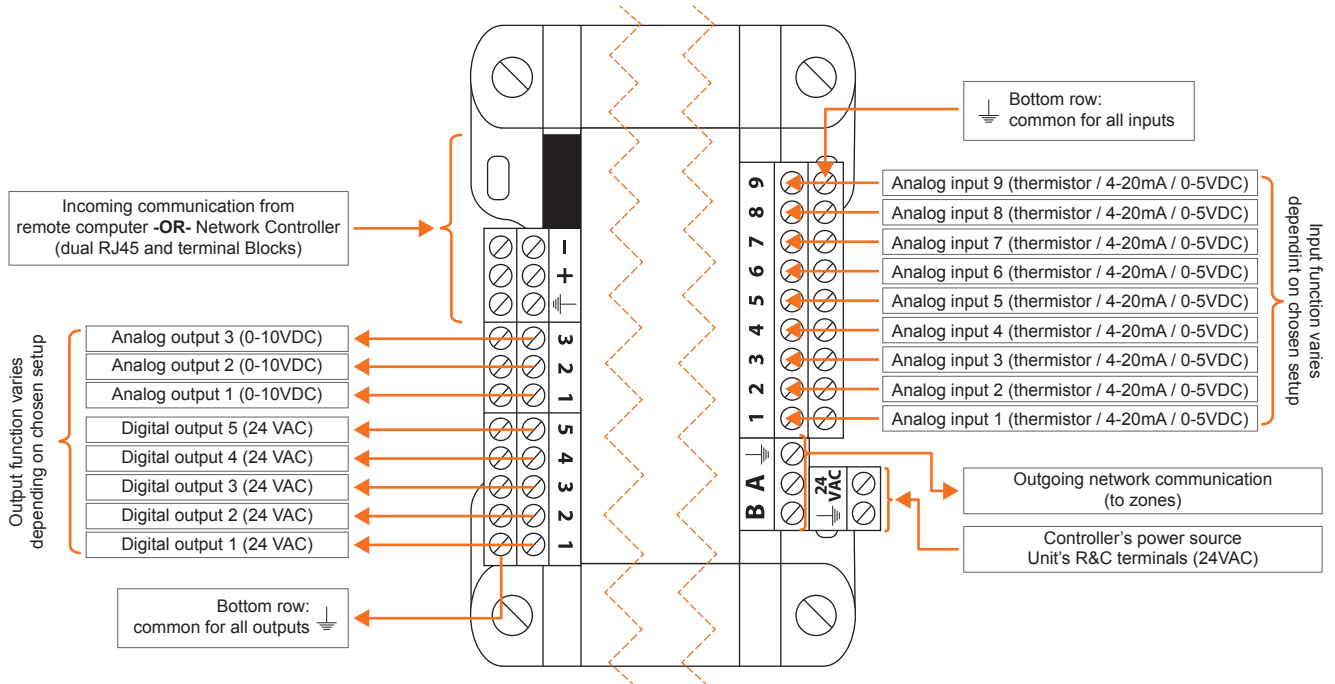 Incoming communication from
remote computer -OR- Network Controller
(dual RJ45 and terminal Blocks)
Output function varies
depending on chosen setup
Analog output 3 (0-10VDC)
Analog output 2 (0-10VDC)
Analog output 1 (0-10VDC)
Digital output 5 (24 VAC)
Digital output 4 (24 VAC)
Digital output 3 (24 VAC)
Digital output 2 (24 VAC)
Digital output 1 (24 VAC)
Bottom row:
common for all outputs
-
+
3
2
1
5
4
3
2
1
9
8
7
6
5
4
3
2
1
A
B
24
VAC
Bottom row:
common for all inputs
Analog input 9 (thermistor / 4-20mA / 0-5VDC)
Analog input 8 (thermistor / 4-20mA / 0-5VDC)
Analog input 7 (thermistor / 4-20mA / 0-5VDC)
Analog input 6 (thermistor / 4-20mA / 0-5VDC)
Analog input 5 (thermistor / 4-20mA / 0-5VDC)
Analog input 4 (thermistor / 4-20mA / 0-5VDC)
Analog input 3 (thermistor / 4-20mA / 0-5VDC)
Analog input 2 (thermistor / 4-20mA / 0-5VDC)
Analog input 1 (thermistor / 4-20mA / 0-5VDC)
Input function varies
dependint on chosen setup
Outgoing network communication
(to zones)
Controller's power source
Unit's R&C terminals (24VAC)